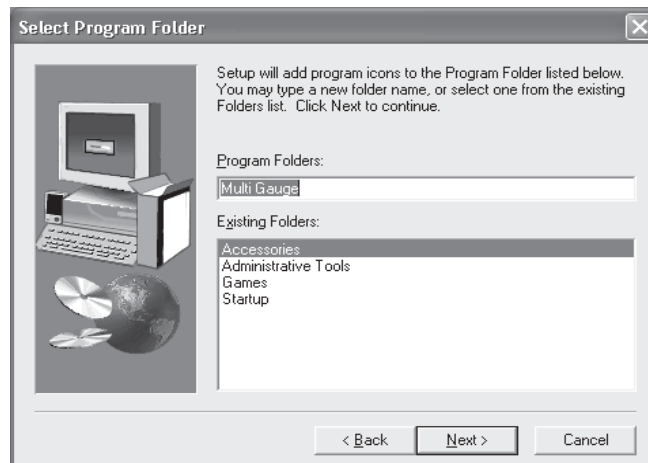 Select Program Folder
Setup will add program icons to the Program Folder listed below.
You may type a new folder name, or select one from the existing
Folders list. Click Next to continue.
Program Folders:
Multi Gauge
Existing Folders:
Accessories
Administrative Tools
Games
Startup
< Back
Next >
Cancel